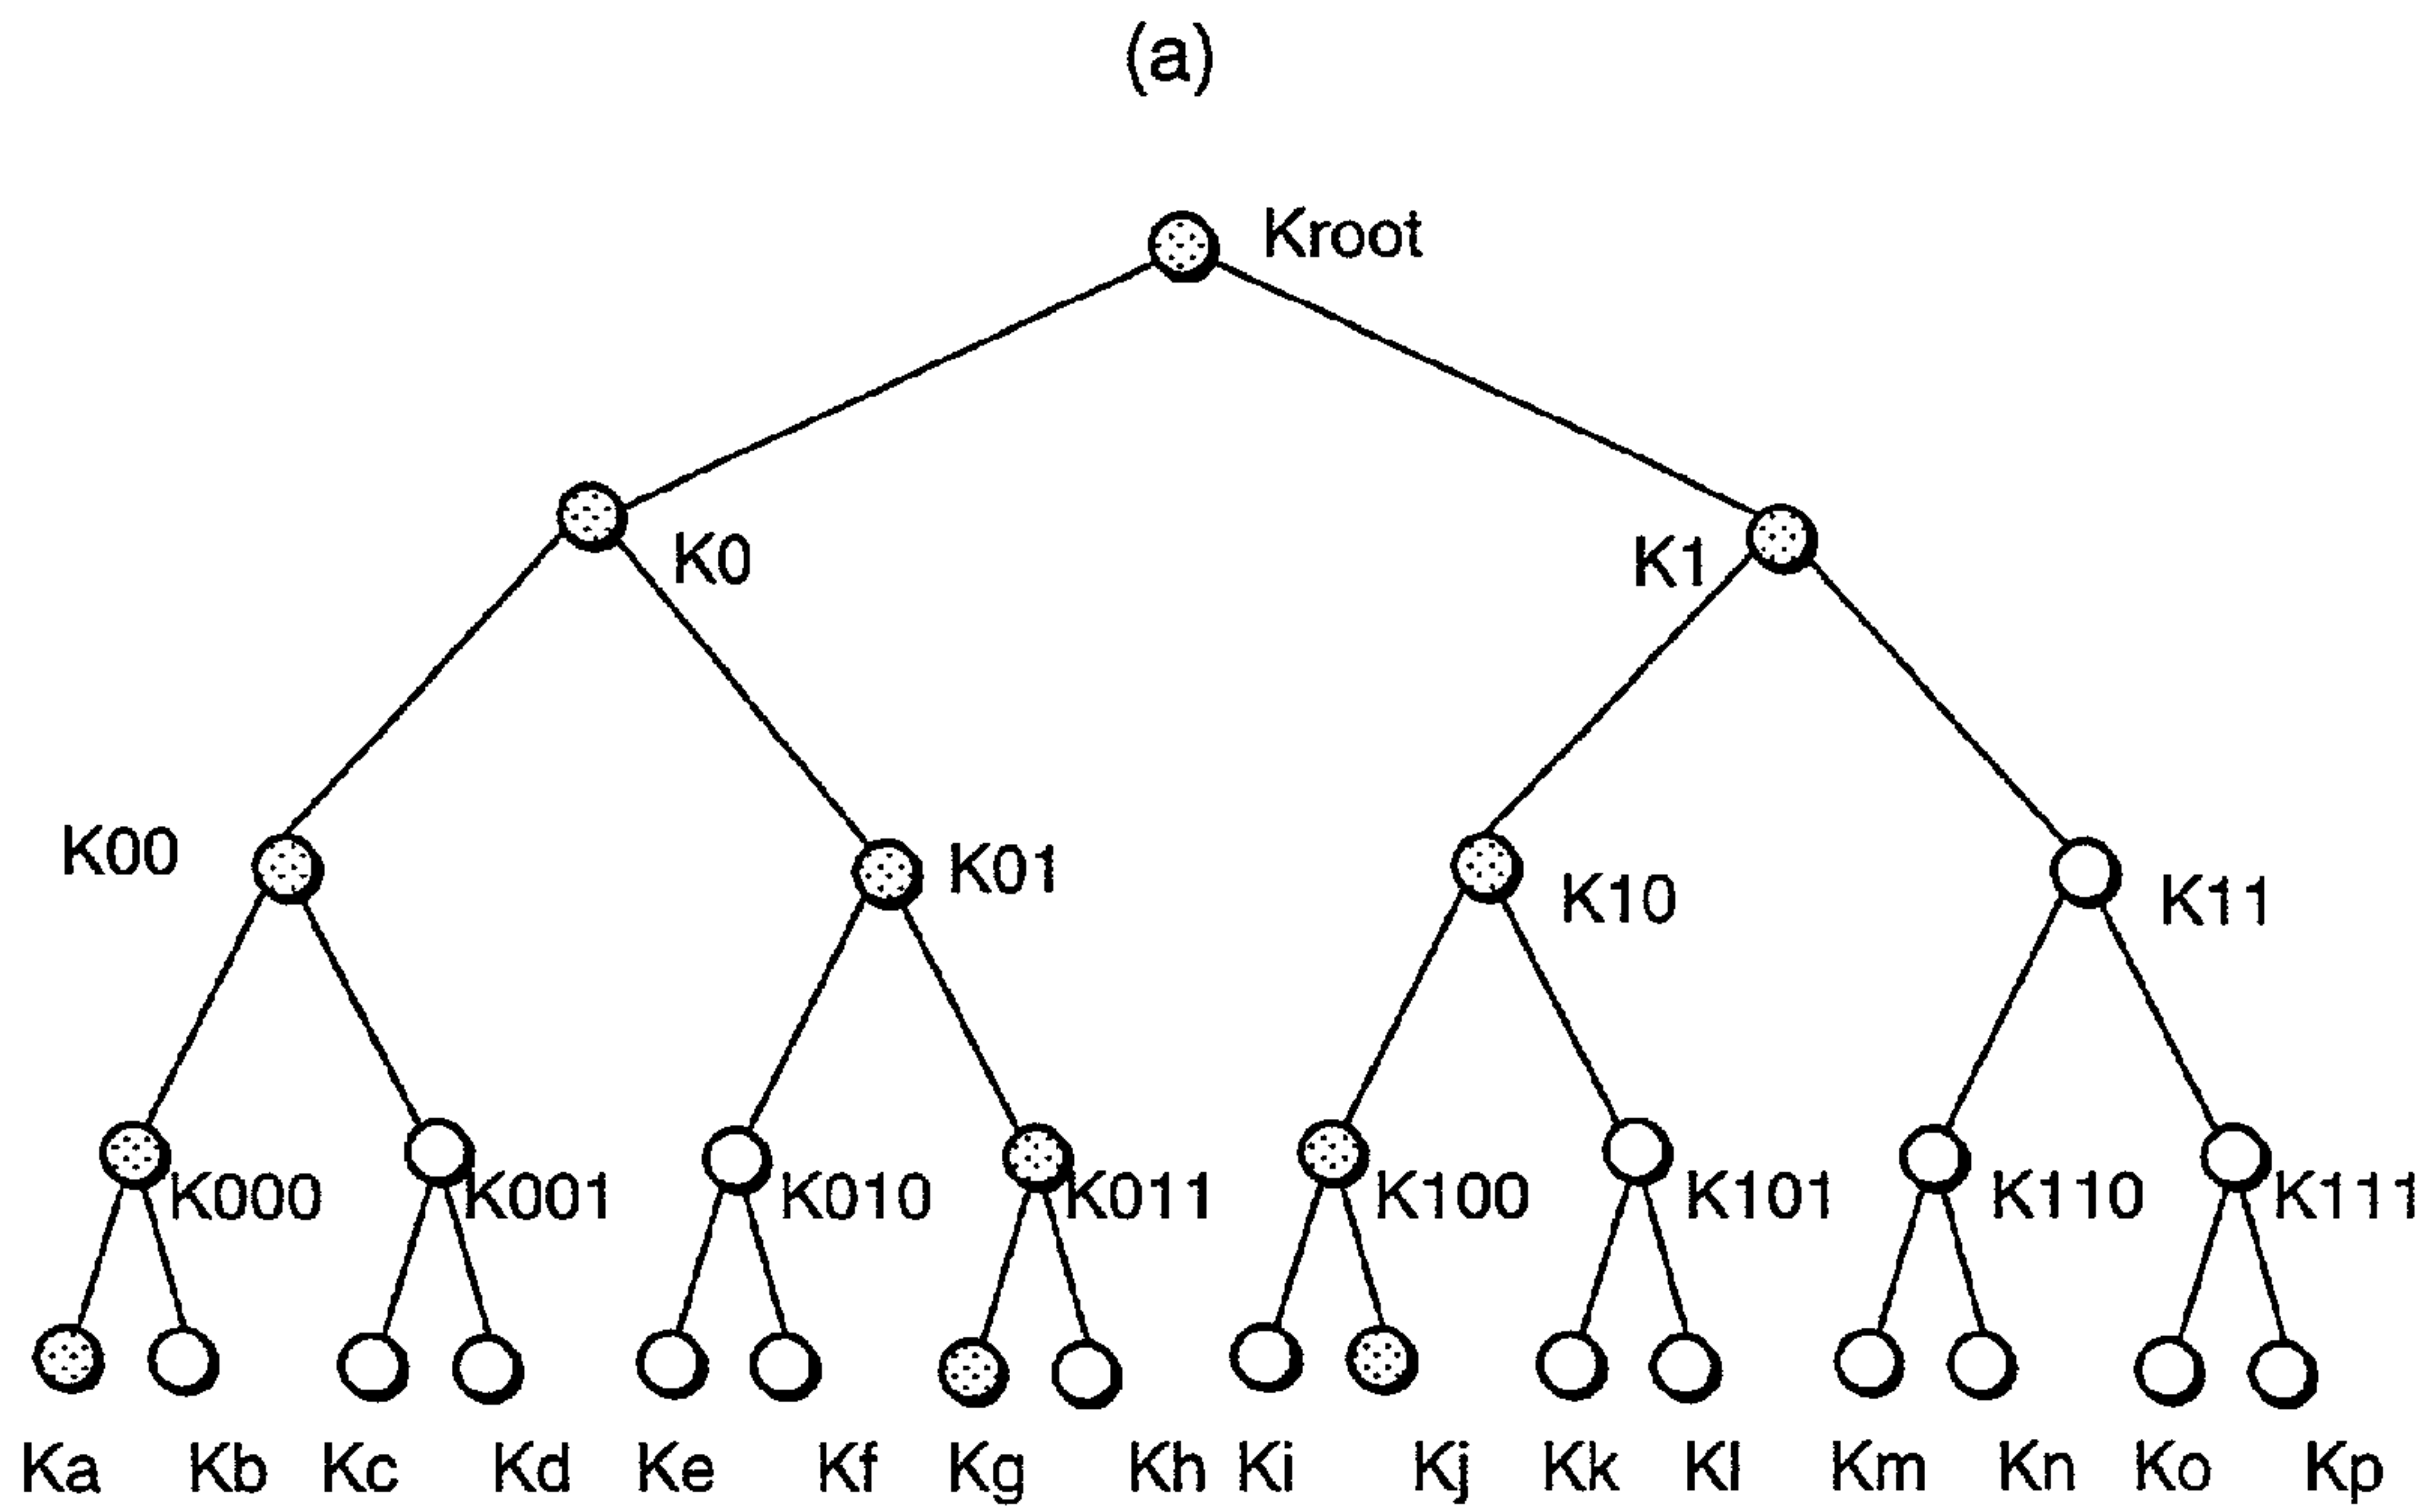 (a)
Kroot
K0
K1
K00
K01
K10
K11
K000
K001
K010
K011
K100
K101
K110
K111
Ka Kb Kc Kd Ke Kf Kg Kh Ki Kj Kk Kl Km Kn Ko Kp